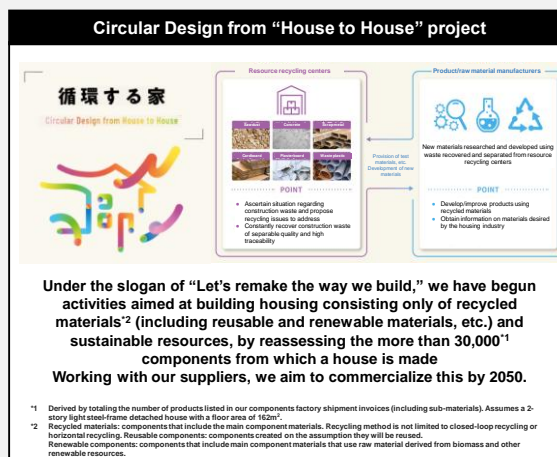 Circular Design from “House to House” project
循環する家
Circular Design from House to House
Resource recycling centers
Concrete
Cardboard
Plasterboard
Waste plastic
POINT
● Ascertain situation regarding
construction waste and propose
recycling issues to address
● Constantly recover construction waste
of separable quality and high
traceability
Provision of test
materials, etc.
Development of new
materials
Product/raw material manufacturers
New materials researched and developed using
waste recovered and separated from resource
recycling centers
POINT
● Develop/improve products using
recycled materials
● Obtain information on materials desired
by the housing industry
Under the slogan of “Let’s remake the way we build,” we have begun
activities aimed at building housing consisting only of recycled
materials*2 (including reusable and renewable materials, etc.) and
sustainable resources, by reassessing the more than 30,000*1
components from which a house is made
Working with our suppliers, we aim to commercialize this by 2050.
*1 Derived by totaling the number of products listed in our components factory shipment invoices (including sub-materials). Assumes a 2-
story light steel-frame detached house with a floor area of 162m².
*2 Recycled materials: components that include the main component materials. Recycling method is not limited to closed-loop recycling or
horizontal recycling. Reusable components: components created on the assumption they will be reused.
Renewable components: components that include main component materials that use raw material derived from biomass and other
renewable resources.